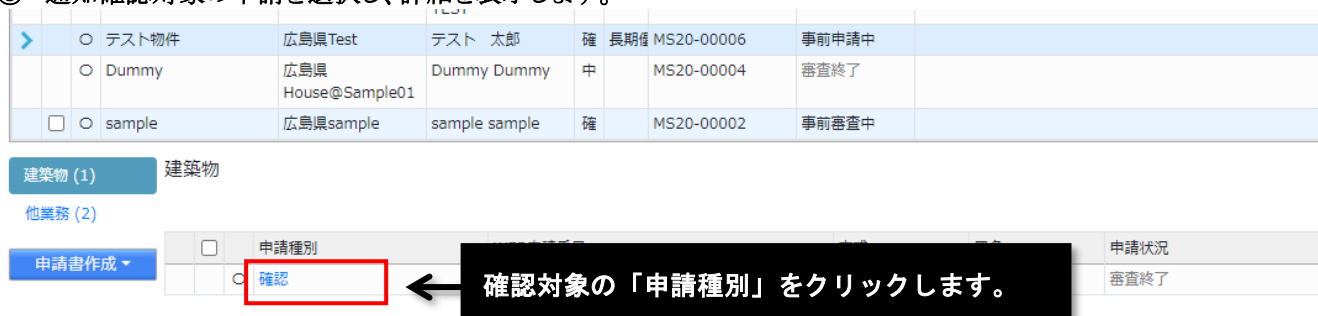 テスト物件 広島県Test テスト 太郎 確 長期優 MS20-00006 事前申請中
Dummy 広島県 Dummy Dummy 中 MS20-00004 審査終了
House@Sample01
sample 広島県sample sample sample 確 MS20-00002 事前審査中
建築物 (1) 建築物
他業務 (2)
申請種別 申請状況
申請書作成
確認 確認対象の「申請種別」をクリックします。 審査終了